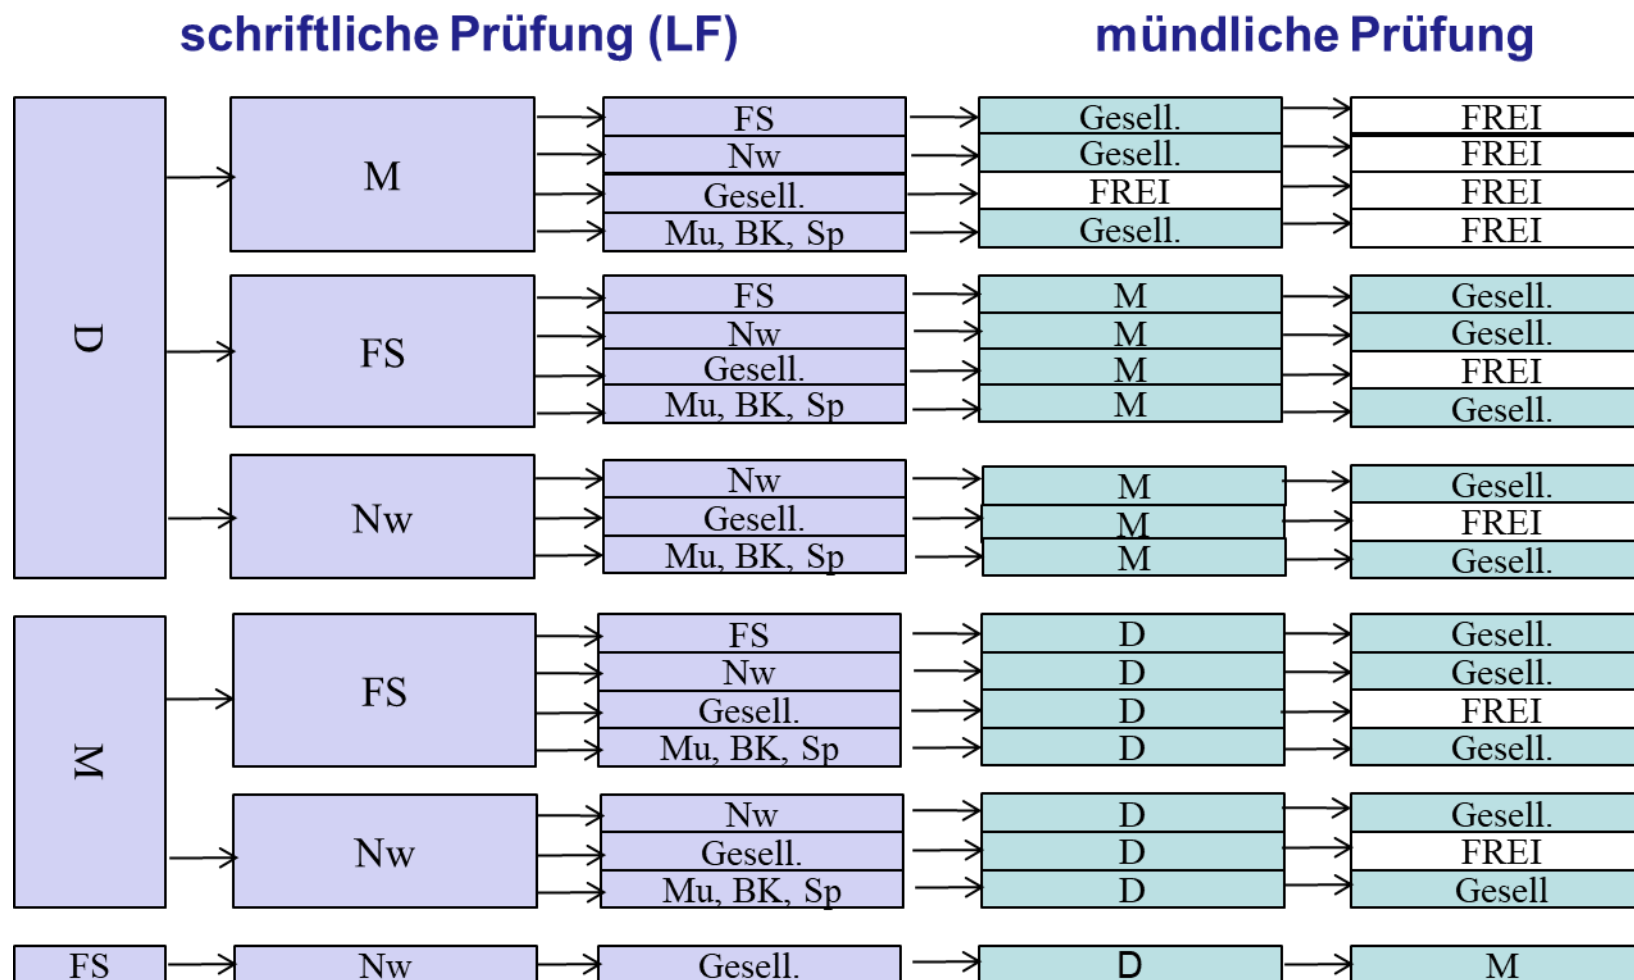 schriftliche Prüfung (LF) mündliche Prüfung
D
M
FS Gesell. FREI
Nw Gesell. FREI
Gesell. FREI FREI
Mu, BK, Sp Gesell. FREI
FS
FS M Gesell.
Nw M Gesell.
Gesell. M FREI
Mu, BK, Sp M Gesell.
Nw
Nw M Gesell.
Gesell. M FREI
Mu, BK, Sp M Gesell.
M
FS
FS D Gesell.
Nw D Gesell.
Gesell. D FREI
Mu, BK, Sp D Gesell.
Nw
Nw D Gesell.
Gesell. D FREI
Mu, BK, Sp D Gesell
FS Nw Gesell. D M